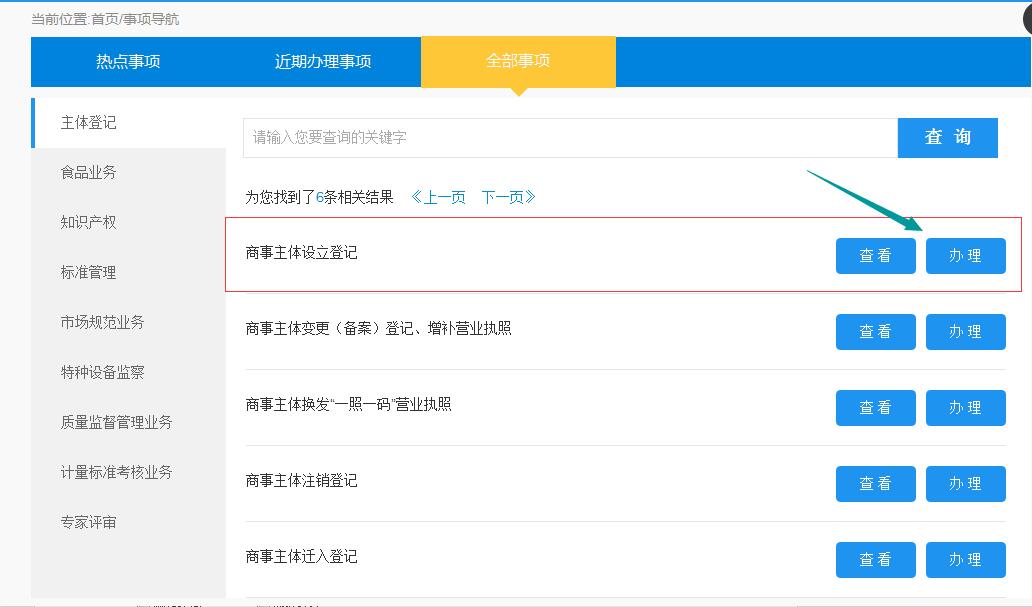 当前位置:首页/事项导航
热点事项 近期办理事项 全部事项
主体登记
食品业务
知识产权
标准管理
市场规范业务
特种设备监察
质量监督管理业务
计量标准考核业务
专家评审
请输入您要查询的关键字 查 询
为您找到了6条相关结果 《上一页 下一页》
商事主体设立登记 查 看 办 理
商事主体变更（备案）登记、增补营业执照 查 看 办 理
商事主体换发“一照一码”营业执照 查 看 办 理
商事主体注销登记 查 看 办 理
商事主体迁入登记 查 看 办 理